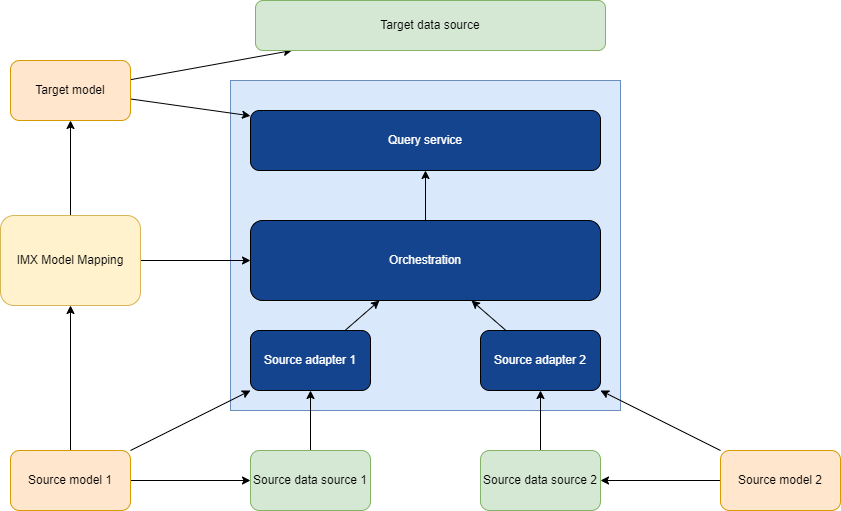 Target data source
Target model
Query service
IMX Model Mapping
Orchestration
Source adapter 1
Source adapter 2
Source model 1
Source data source 1
Source data source 2
Source model 2